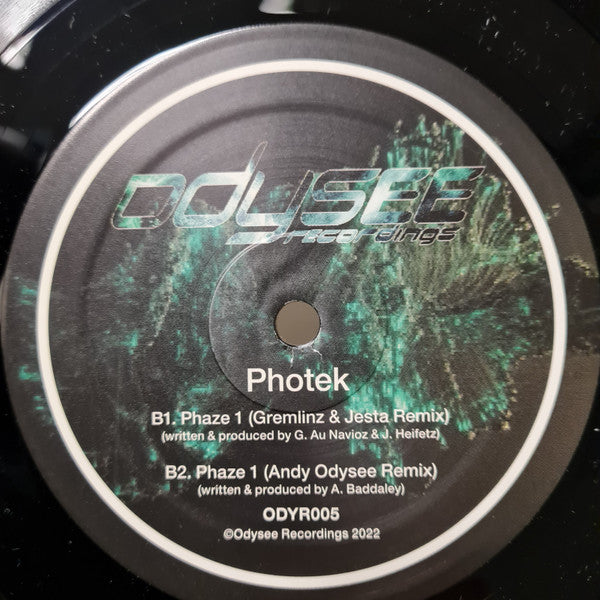 ODYSEE
recordings
Photek
B1. Phaze 1 (Gremlinz & Jesta Remix)
(written & produced by G. Au Navioz & J. Heifetz)
B2. Phaze 1 (Andy Odysee Remix)
(written & produced by A. Baddaley)
ODYR005
©Odysee Recordings 2022